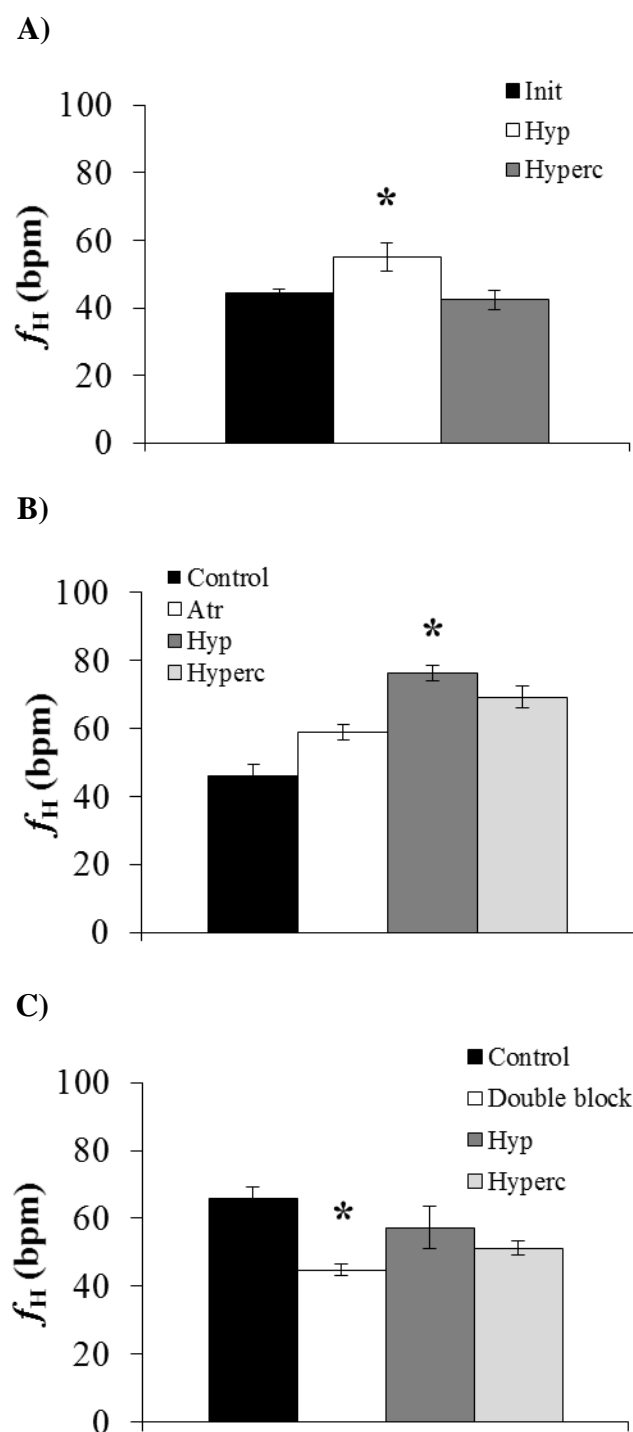 A)
100
80
60
40
20
0
fH (bpm)
Init
Hyp
Hyperc
*
B)
100
80
60
40
20
0
fH (bpm)
Control
Atr
Hyp
Hyperc
*
C)
100
80
60
40
20
0
fH (bpm)
Control
Double block
Hyp
Hyperc
*